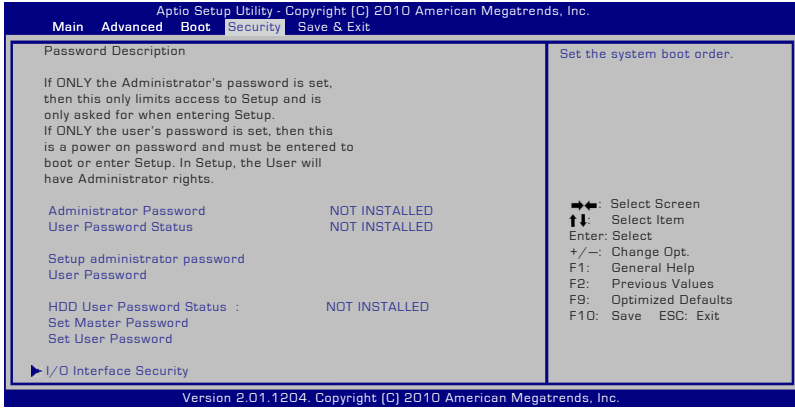 Aptio Setup Utility - Copyright (C) 2010 American Megatrends, Inc.
Main Advanced Boot Security Save & Exit
Password Description
If ONLY the Administrator's password is set,
then this only limits access to Setup and is
only asked for when entering Setup.
If ONLY the user's password is set, then this
is a power on password and must be entered to
boot or enter Setup. In Setup, the User will
have Administrator rights.
Administrator Password NOT INSTALLED
User Password Status NOT INSTALLED
Setup administrator password
User Password
HDD User Password Status : NOT INSTALLED
Set Master Password
Set User Password
I/O Interface Security
Set the system boot order.
→←: Select Screen
↑↓: Select Item
Enter: Select
+/—: Change Opt.
F1: General Help
F2: Previous Values
F9: Optimized Defaults
F10: Save ESC: Exit
Version 2.01.1204. Copyright (C) 2010 American Megatrends, Inc.